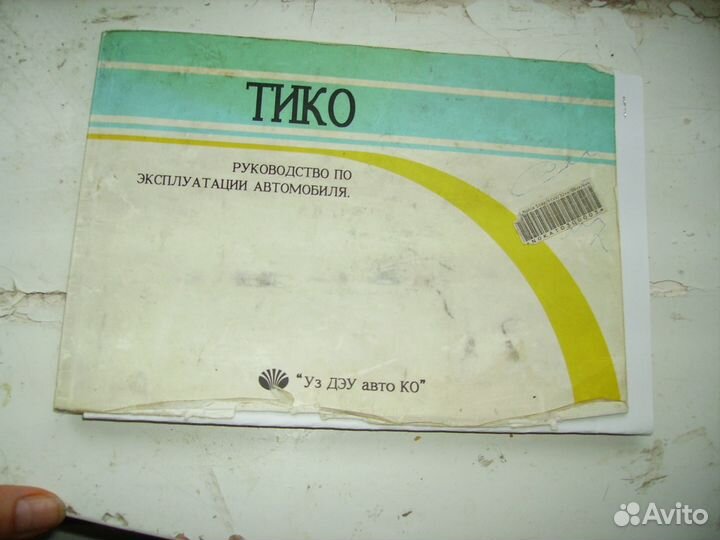 ТИКО
РУКОВОДСТВО ПО
ЭКСПЛУАТАЦИИ АВТОМОБИЛЯ.
"Уз ДЭУ авто КО"
Avito